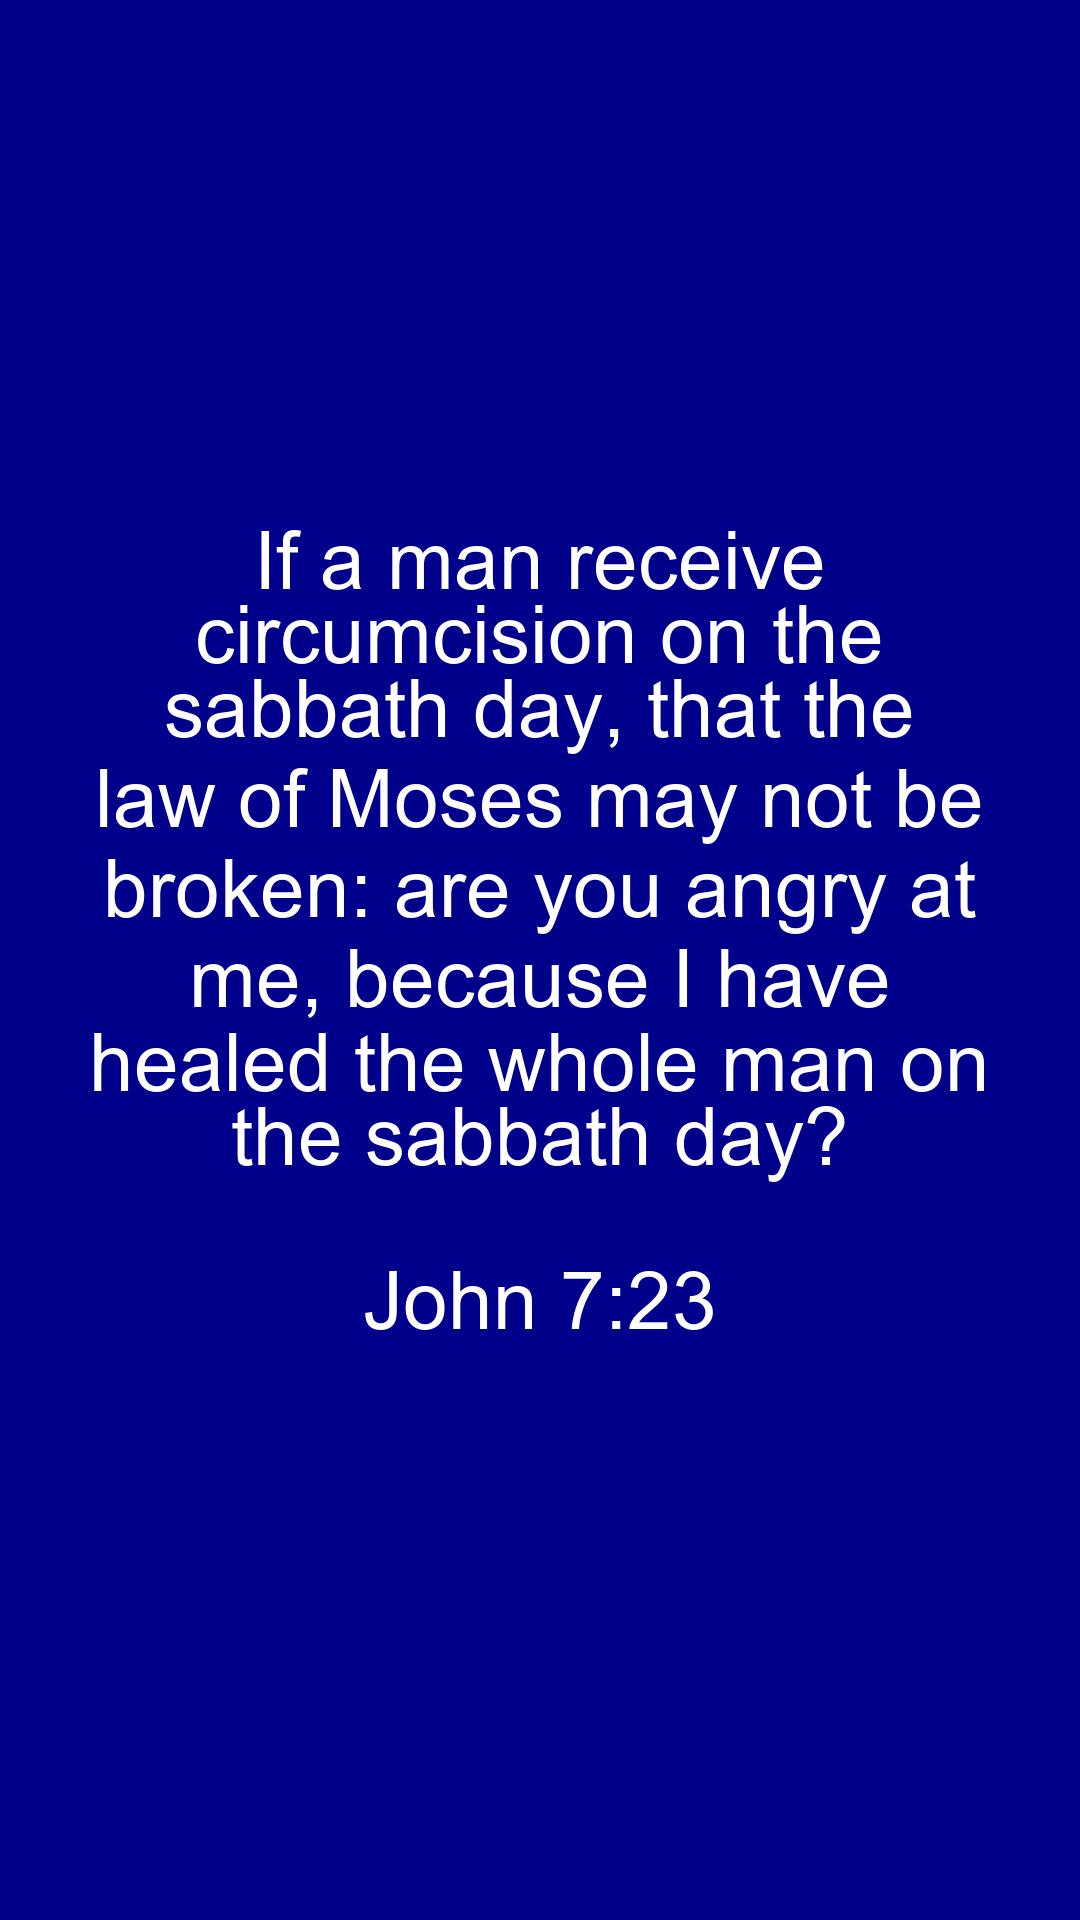 If a man receive
circumcision on the
sabbath day, that the
law of Moses may not be
broken: are you angry at
me, because I have
healed the whole man on
the sabbath day?
John 7:23